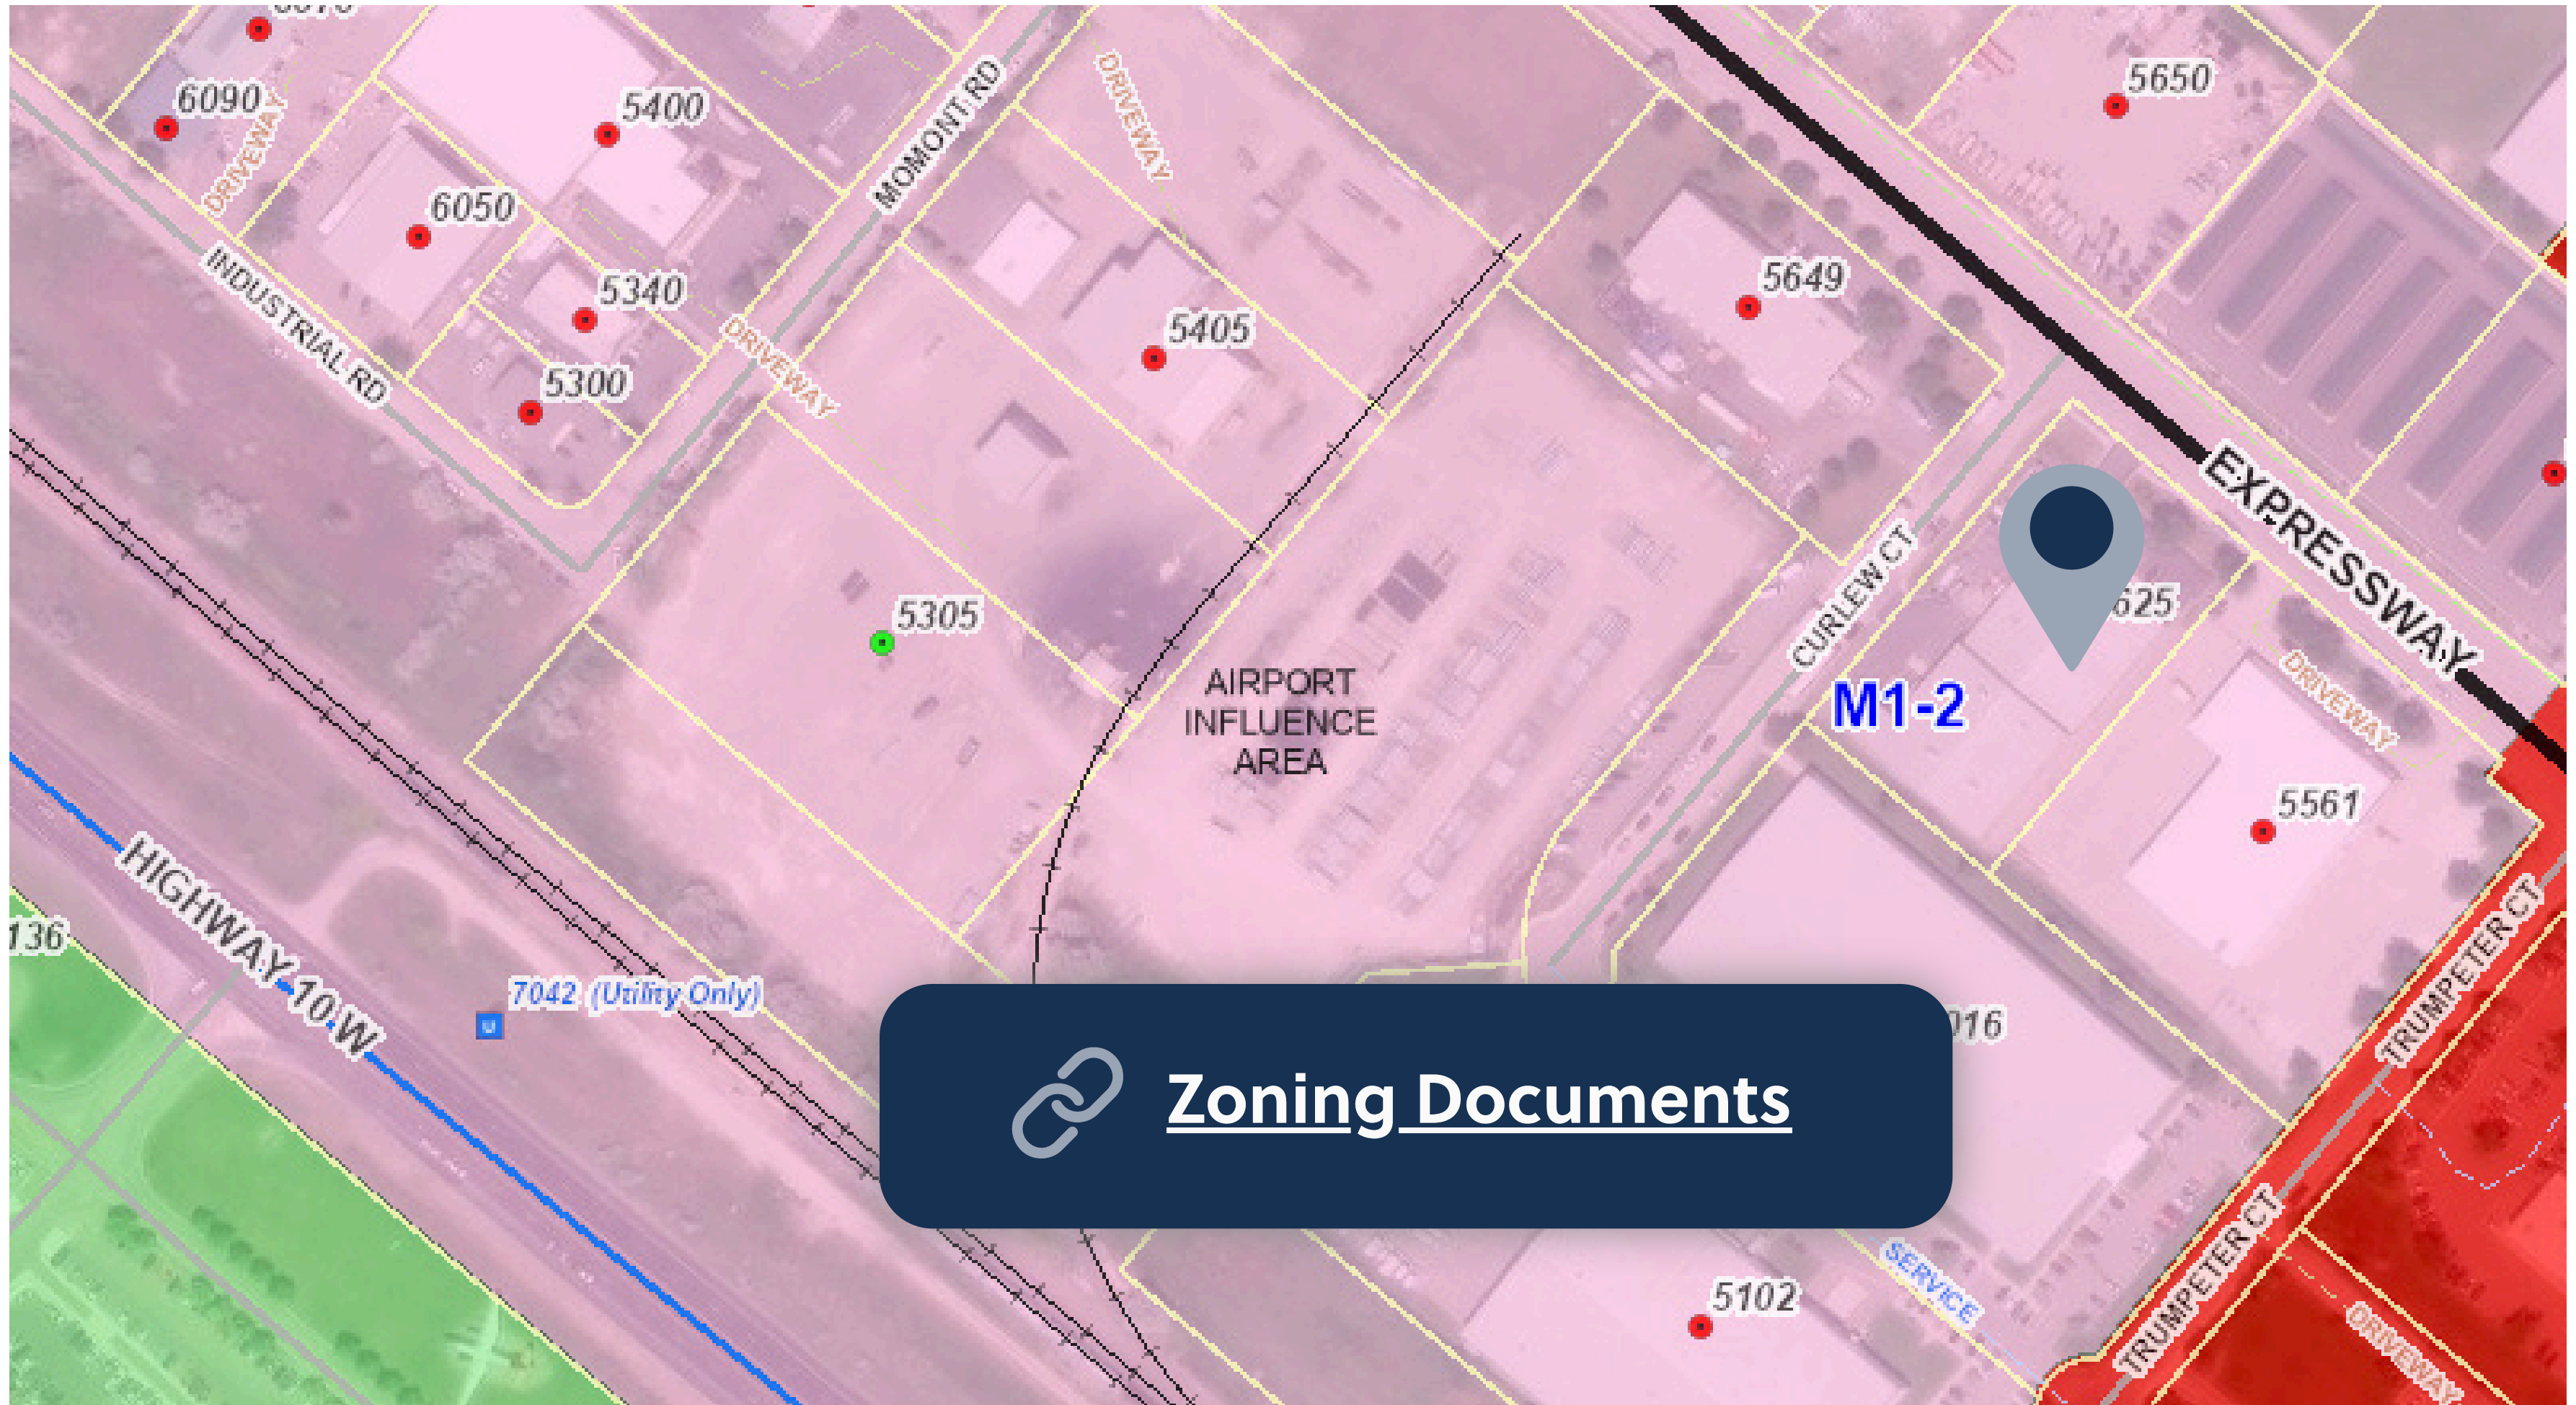 6090
5400
5650
DRIVEWAY
MOMONT RD
DRIVEWAY
6050
INDUSTRIAL RD
5340
5649
5300
DRIVEWAY
5405
EXPRESSWAY
5305
CURLEW CT
625
AIRPORT
INFLUENCE
AREA
M1-2
DRIVEWAY
5561
HIGHWAY 10 W
136
7042 (Utility Only)
016
TRUMPETER CT
Zoning Documents
SERVICE
5102
TRUMPETER CT
DRIVEWAY